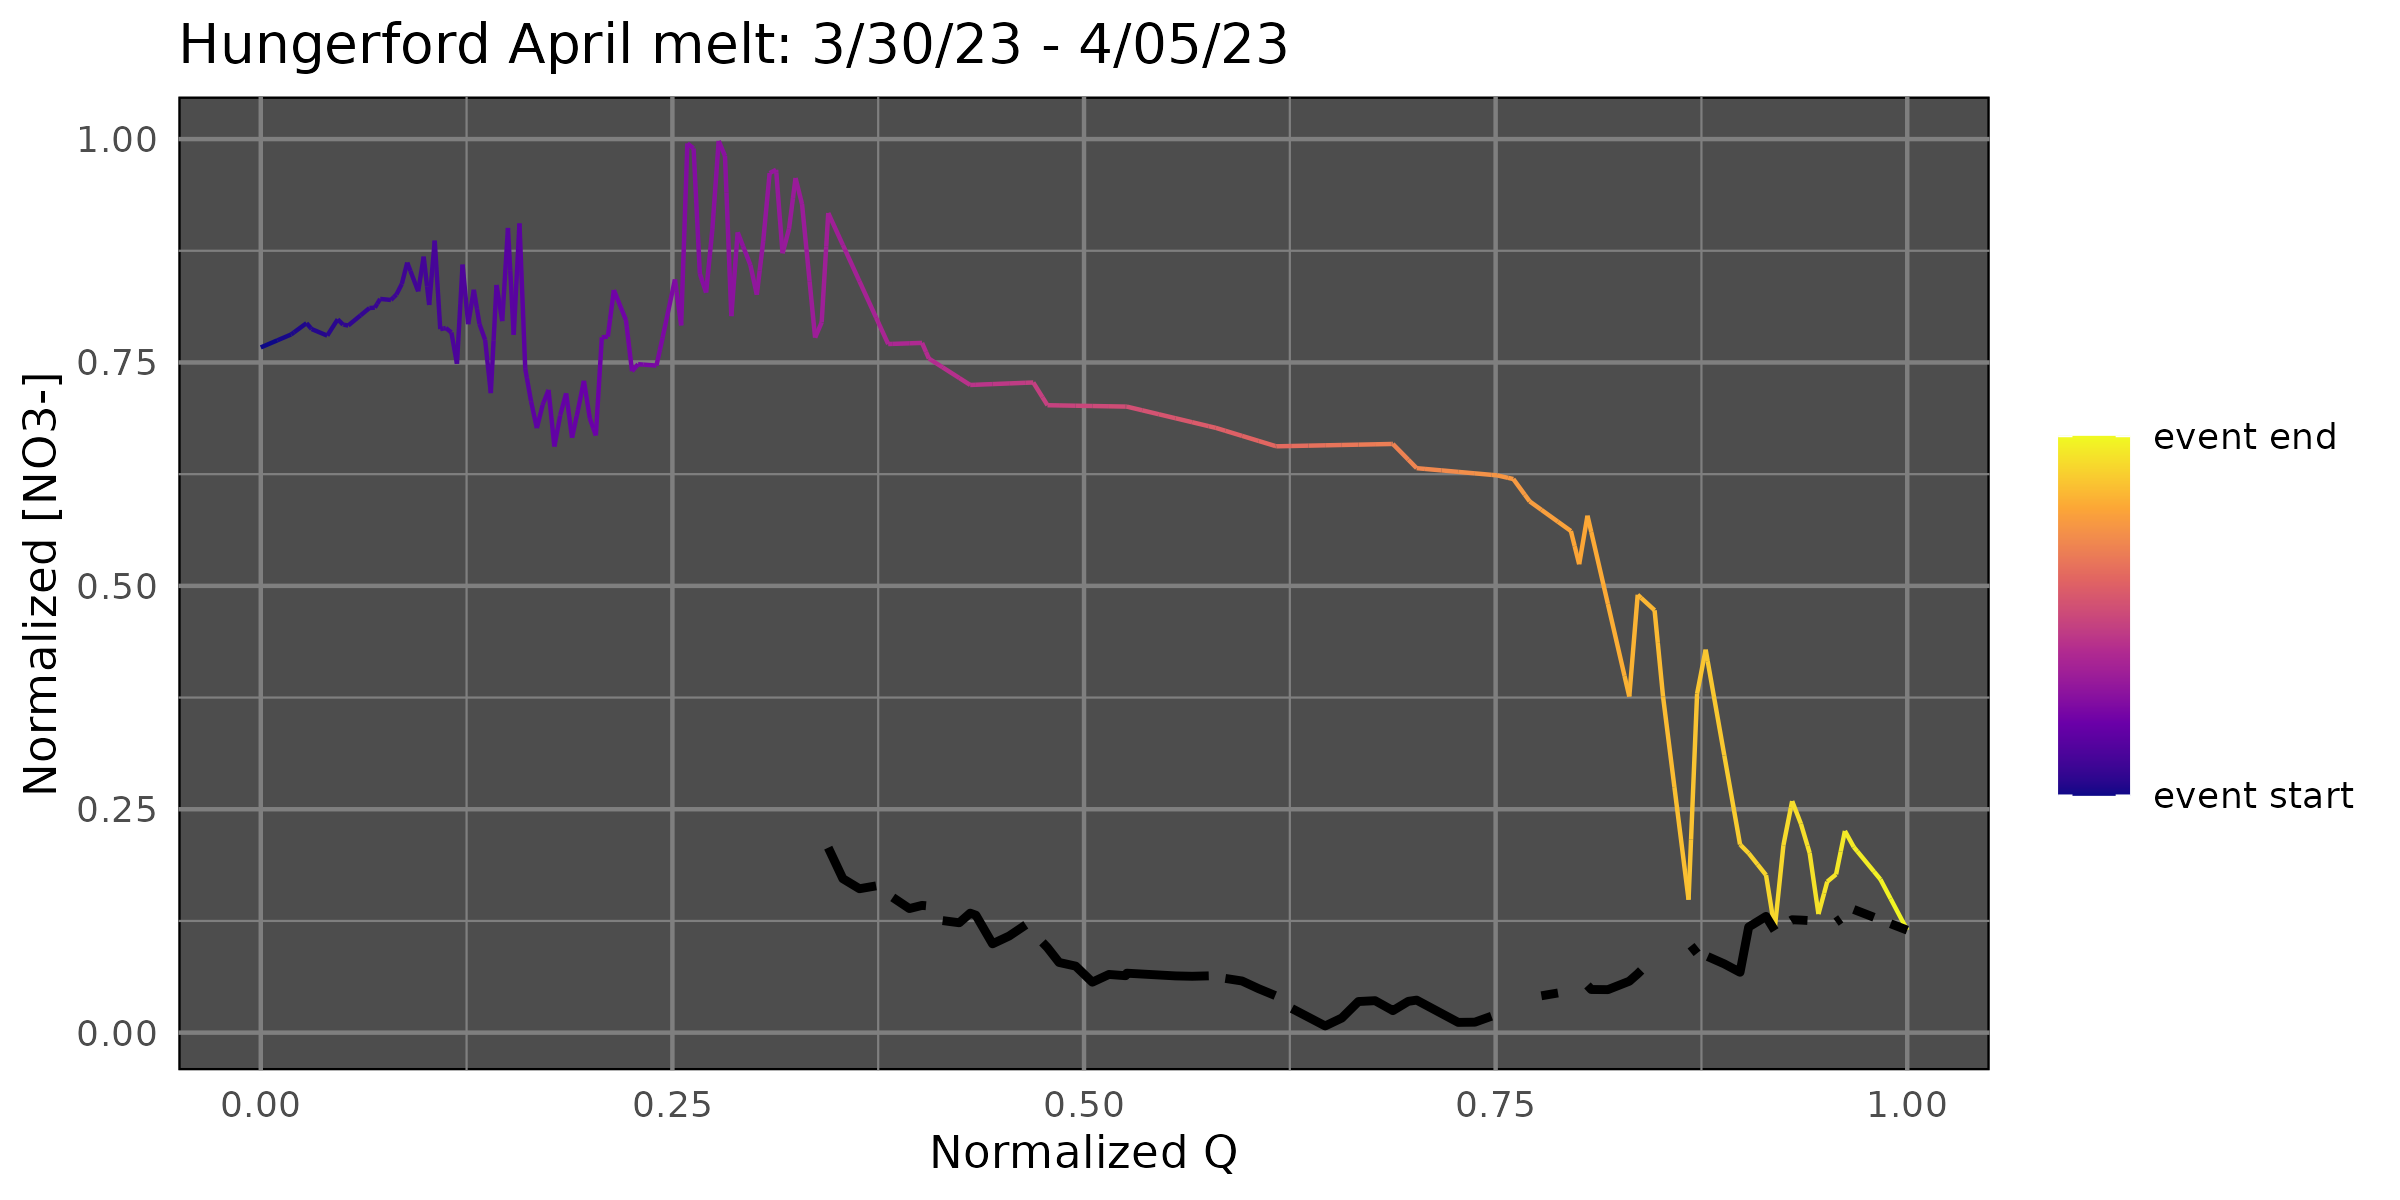 Hungerford April melt: 3/30/23 - 4/05/23
Normalized [NO3-]
1.00
0.75
0.50
0.25
0.00
0.00 0.25 0.50 0.75 1.00
Normalized Q
event end
event start